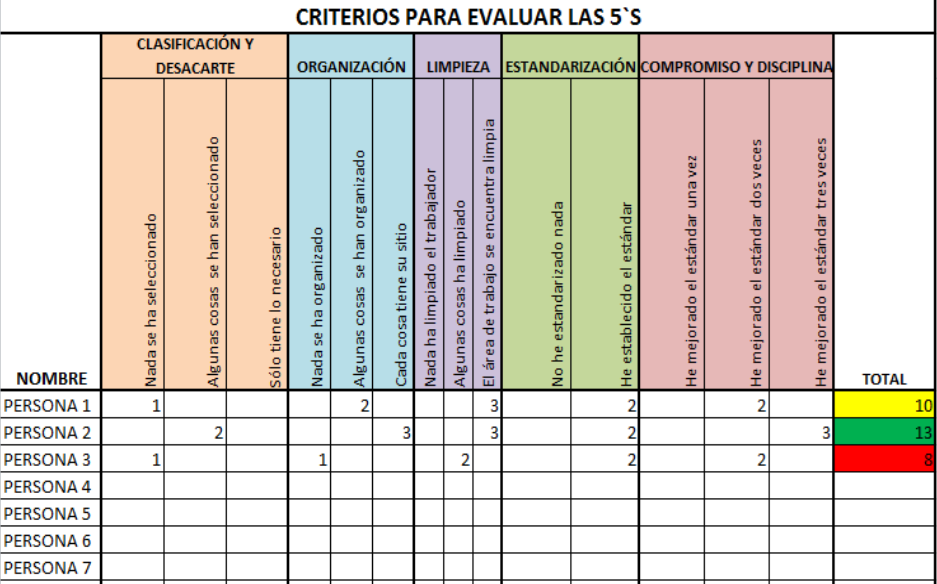 CRITERIOS PARA EVALUAR LAS 5`S
CLASIFICACIÓN Y
DESACARTE
ORGANIZACIÓN
LIMPIEZA
ESTANDARIZACIÓN
COMPROMISO Y DISCIPLINA
NOMBRE
Nada se ha seleccionado
Algunas cosas se han seleccionado
Sólo tiene lo necesario
Nada se ha organizado
Algunas cosas se han organizado
Cada cosa tiene su sitio
Nada ha limpiado el trabajador
Algunas cosas ha limpiado
El área de trabajo se encuentra limpia
No he estandarizado nada
He establecido el estándar
He mejorado el estándar una vez
He mejorado el estándar dos veces
He mejorado el estándar tres veces
TOTAL
PERSONA 1 1 2 3 2 2 10
PERSONA 2 2 3 3 2 3 13
PERSONA 3 1 1 2 2 2 8
PERSONA 4
PERSONA 5
PERSONA 6
PERSONA 7